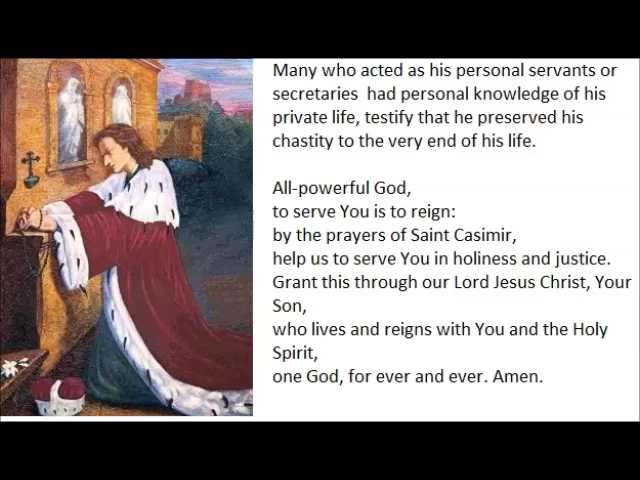 Many who acted as his personal servants or
secretaries  had personal knowledge of his
private life, testify that he preserved his
chastity to the very end of his life.
All-powerful God,
to serve You is to reign:
by the prayers of Saint Casimir,
help us to serve You in holiness and justice.
Grant this through our Lord Jesus Christ, Your
Son,
who lives and reigns with You and the Holy
Spirit,
one God, for ever and ever. Amen.